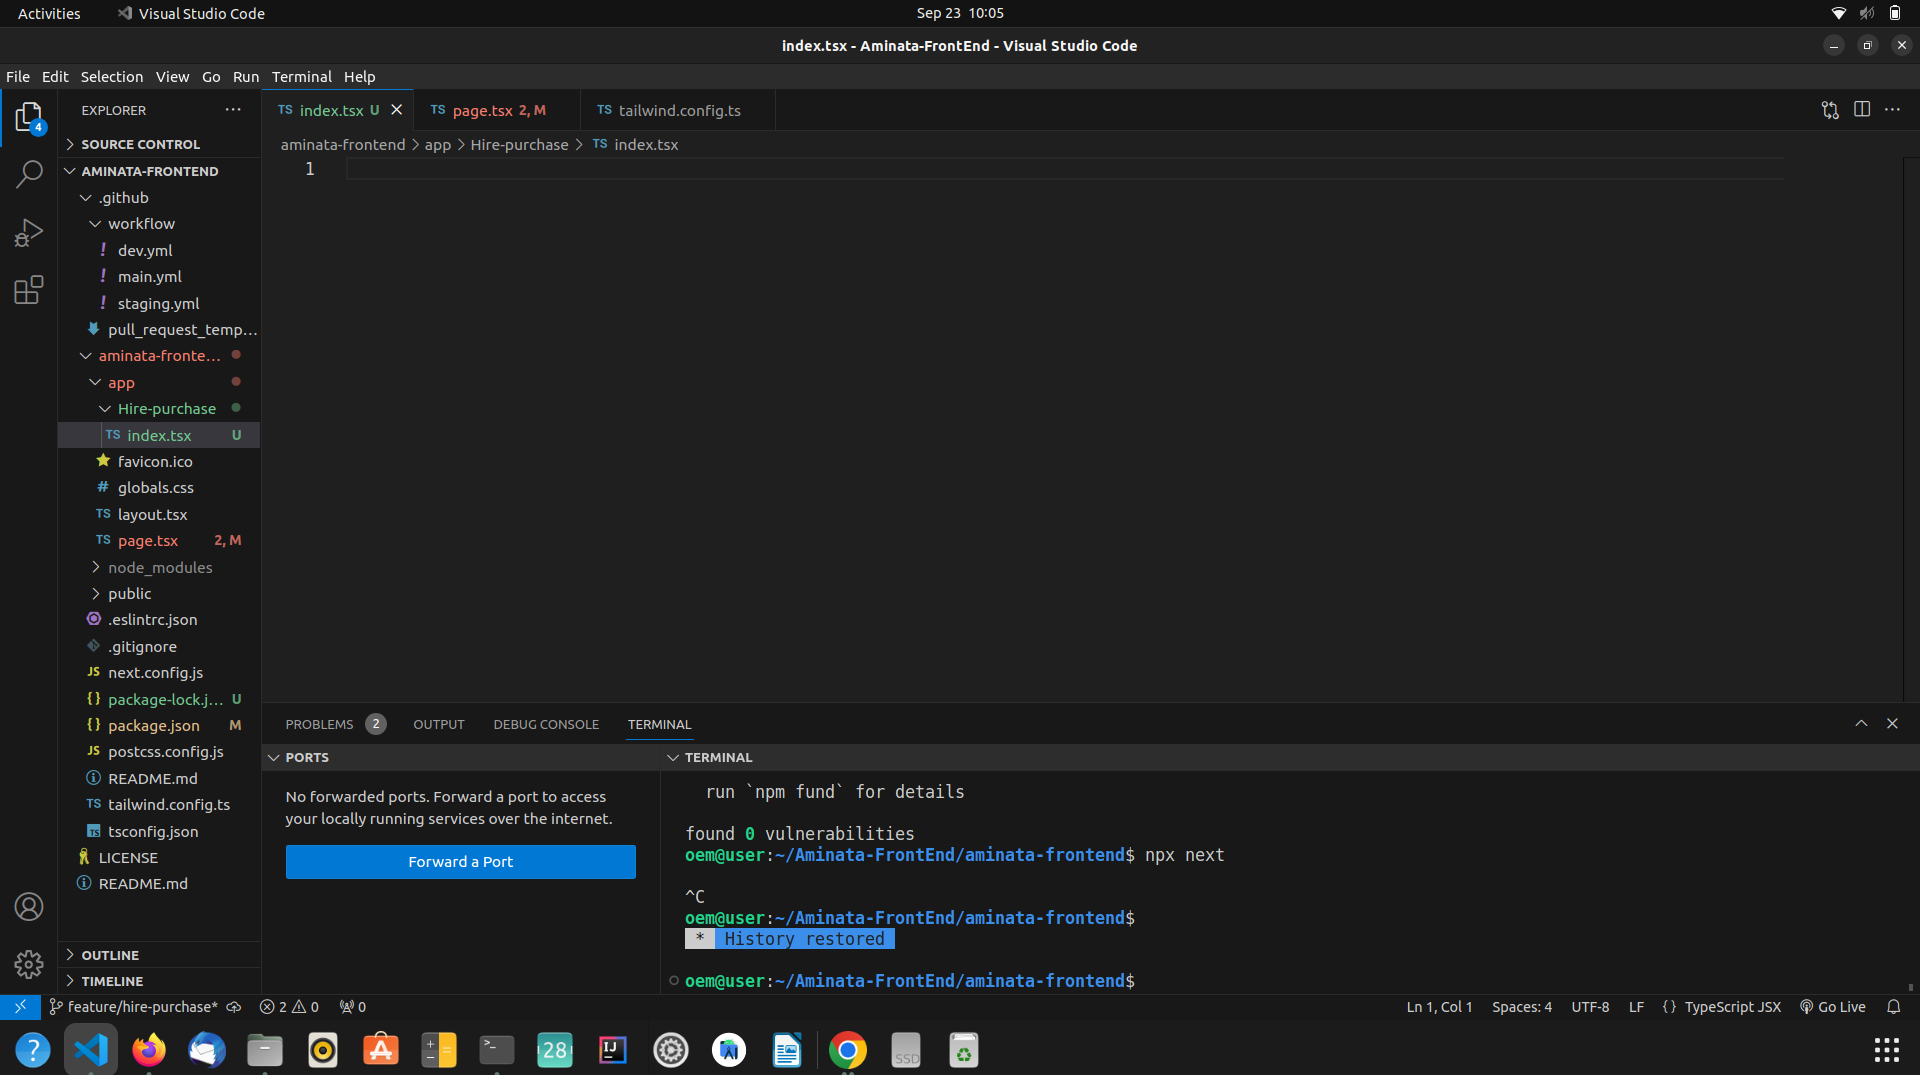 Activities Visual Studio Code Sep 23 10:05
index.tsx - Aminata-FrontEnd - Visual Studio Code
File Edit Selection View Go Run Terminal Help
4
EXPLORER
SOURCE CONTROL
AMINATA-FRONTEND
.github
workflow
! dev.yml
! main.yml
! staging.yml
pull_request_temp...
aminata-fronte...
app
Hire-purchase
TS index.tsx U
favicon.ico
# globals.css
TS layout.tsx
TS page.tsx 2, M
node_modules
public
.eslintrc.json
.gitignore
JS next.config.js
{} package-lock.j... U
{} package.json M
JS postcss.config.js
README.md
TS tailwind.config.ts
TS tsconfig.json
LICENSE
README.md
OUTLINE
TIMELINE
TS index.tsx U
TS page.tsx 2, M
TS tailwind.config.ts
aminata-frontend > app > Hire-purchase > TS index.tsx
1
PROBLEMS 2 OUTPUT DEBUG CONSOLE TERMINAL
PORTS
No forwarded ports. Forward a port to access
your locally running services over the internet.
Forward a Port
TERMINAL
run `npm fund` for details
found 0 vulnerabilities
oem@user:~/Aminata-FrontEnd/aminata-frontend$ npx next
^C
oem@user:~/Aminata-FrontEnd/aminata-frontend$
* History restored
oem@user:~/Aminata-FrontEnd/aminata-frontend$
feature/hire-purchase* 2 0 0 Ln 1, Col 1 Spaces: 4 UTF-8 LF {} TypeScript JSX Go Live
? >_ 28 IJ SSD